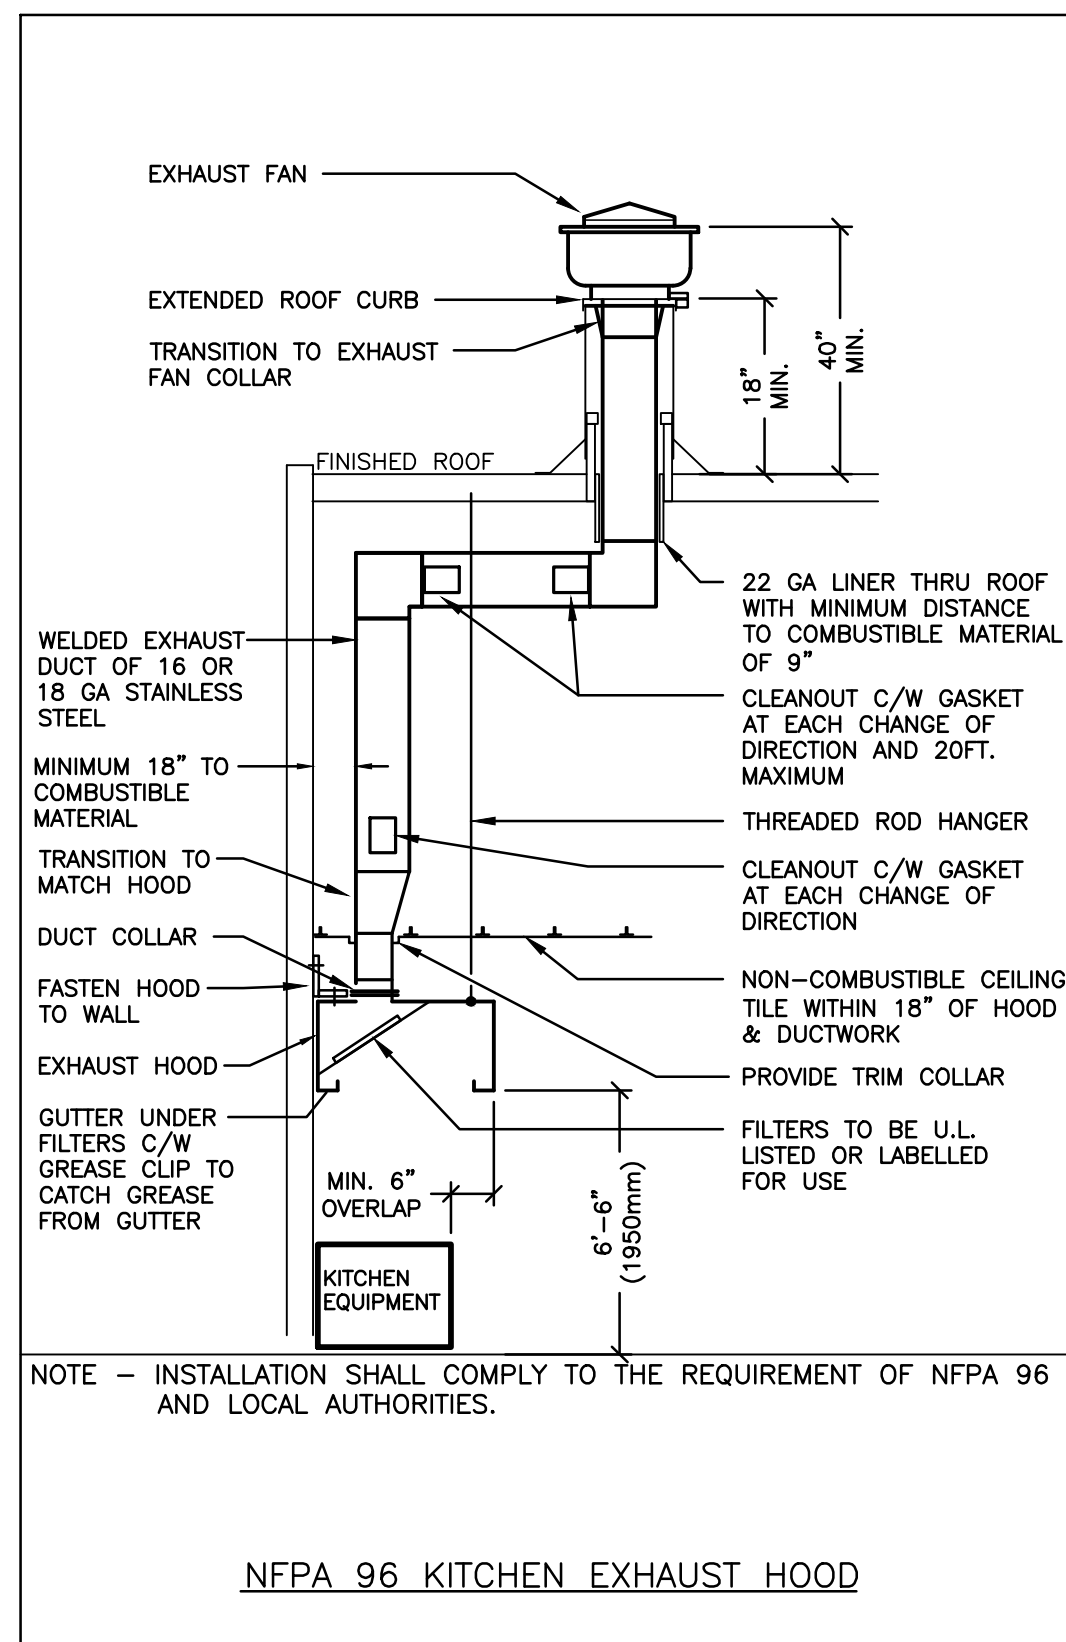 EXHAUST FAN
EXTENDED ROOF CURB
TRANSITION TO EXHAUST
FAN COLLAR
18"
MIN.
40"
MIN.
FINISHED ROOF
WELDED EXHAUST
DUCT OF 16 OR
18 GA STAINLESS
STEEL
MINIMUM 18" TO
COMBUSTIBLE
MATERIAL
TRANSITION TO
MATCH HOOD
DUCT COLLAR
FASTEN HOOD
TO WALL
EXHAUST HOOD
GUTTER UNDER
FILTERS C/W
GREASE CLIP TO
CATCH GREASE
FROM GUTTER
22 GA LINER THRU ROOF
WITH MINIMUM DISTANCE
TO COMBUSTIBLE MATERIAL
OF 9"
CLEANOUT C/W GASKET
AT EACH CHANGE OF
DIRECTION AND 20FT.
MAXIMUM
THREADED ROD HANGER
CLEANOUT C/W GASKET
AT EACH CHANGE OF
DIRECTION
NON-COMBUSTIBLE CEILING
TILE WITHIN 18" OF HOOD
& DUCTWORK
PROVIDE TRIM COLLAR
FILTERS TO BE U.L.
LISTED OR LABELLED
FOR USE
MIN. 6"
OVERLAP
6'-6"
(1950mm)
KITCHEN
EQUIPMENT
NOTE - INSTALLATION SHALL COMPLY TO THE REQUIREMENT OF NFPA 96
AND LOCAL AUTHORITIES.
NFPA 96 KITCHEN EXHAUST HOOD